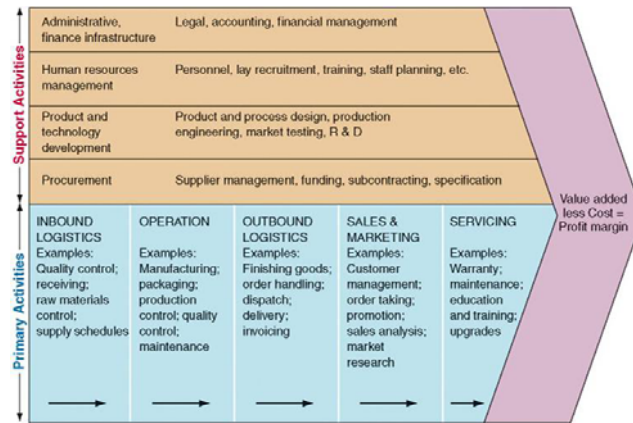 Support Activities
Administrative, finance infrastructure
Legal, accounting, financial management
Human resources management
Personnel, lay recruitment, training, staff planning, etc.
Product and technology development
Product and process design, production engineering, market testing, R & D
Procurement
Supplier management, funding, subcontracting, specification
Primary Activities
INBOUND
LOGISTICS
Examples:
Quality control;
receiving;
raw materials
control;
supply schedules
OPERATION
Examples:
Manufacturing;
packaging;
production
control; quality
control;
maintenance
OUTBOUND
LOGISTICS
Examples:
Finishing goods;
order handling;
dispatch;
delivery;
invoicing
SALES &
MARKETING
Examples:
Customer
management;
order taking;
promotion;
sales analysis;
market
research
SERVICING
Examples:
Warranty;
maintenance;
education
and training;
upgrades
Value added
less Cost =
Profit margin